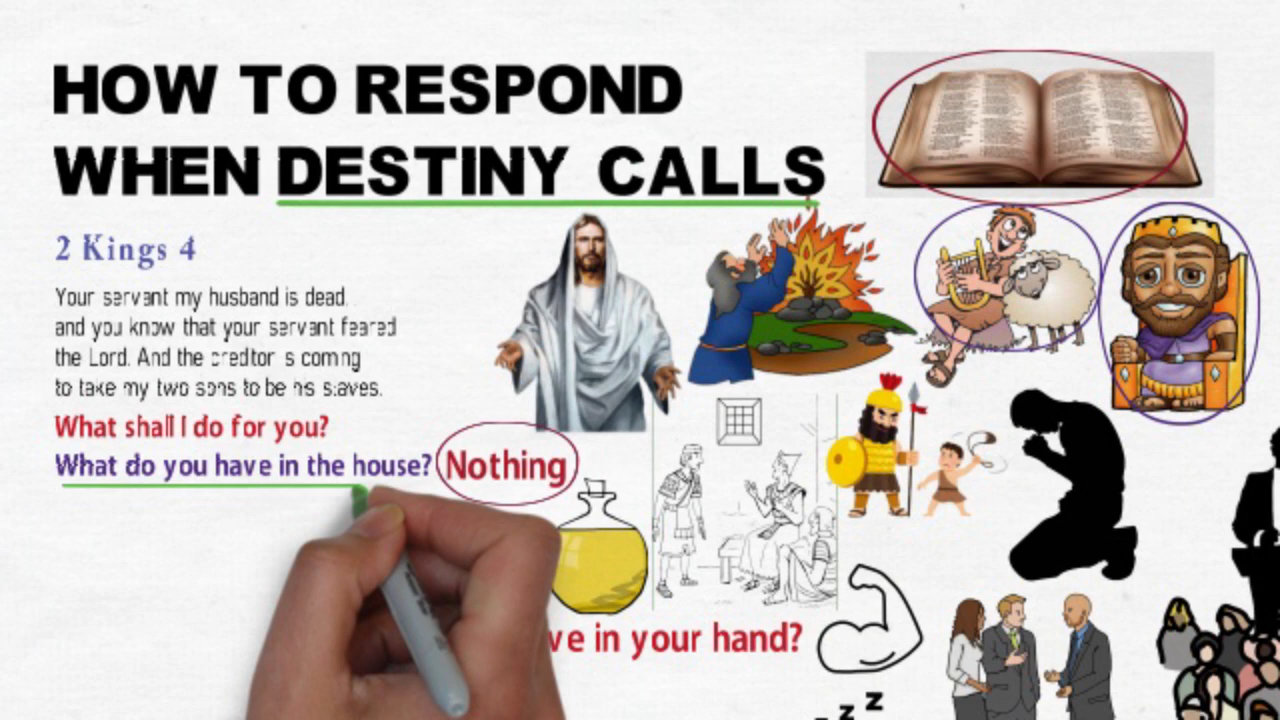 HOW TO RESPOND
WHEN DESTINY CALLS
2 Kings 4
Your servant my husband is dead.
and you know that your servant feared
the Lord. And the creditor is coming
to take my two sons to be his slaves.
What shall I do for you?
What do you have in the house? Nothing
in your hand?
z z